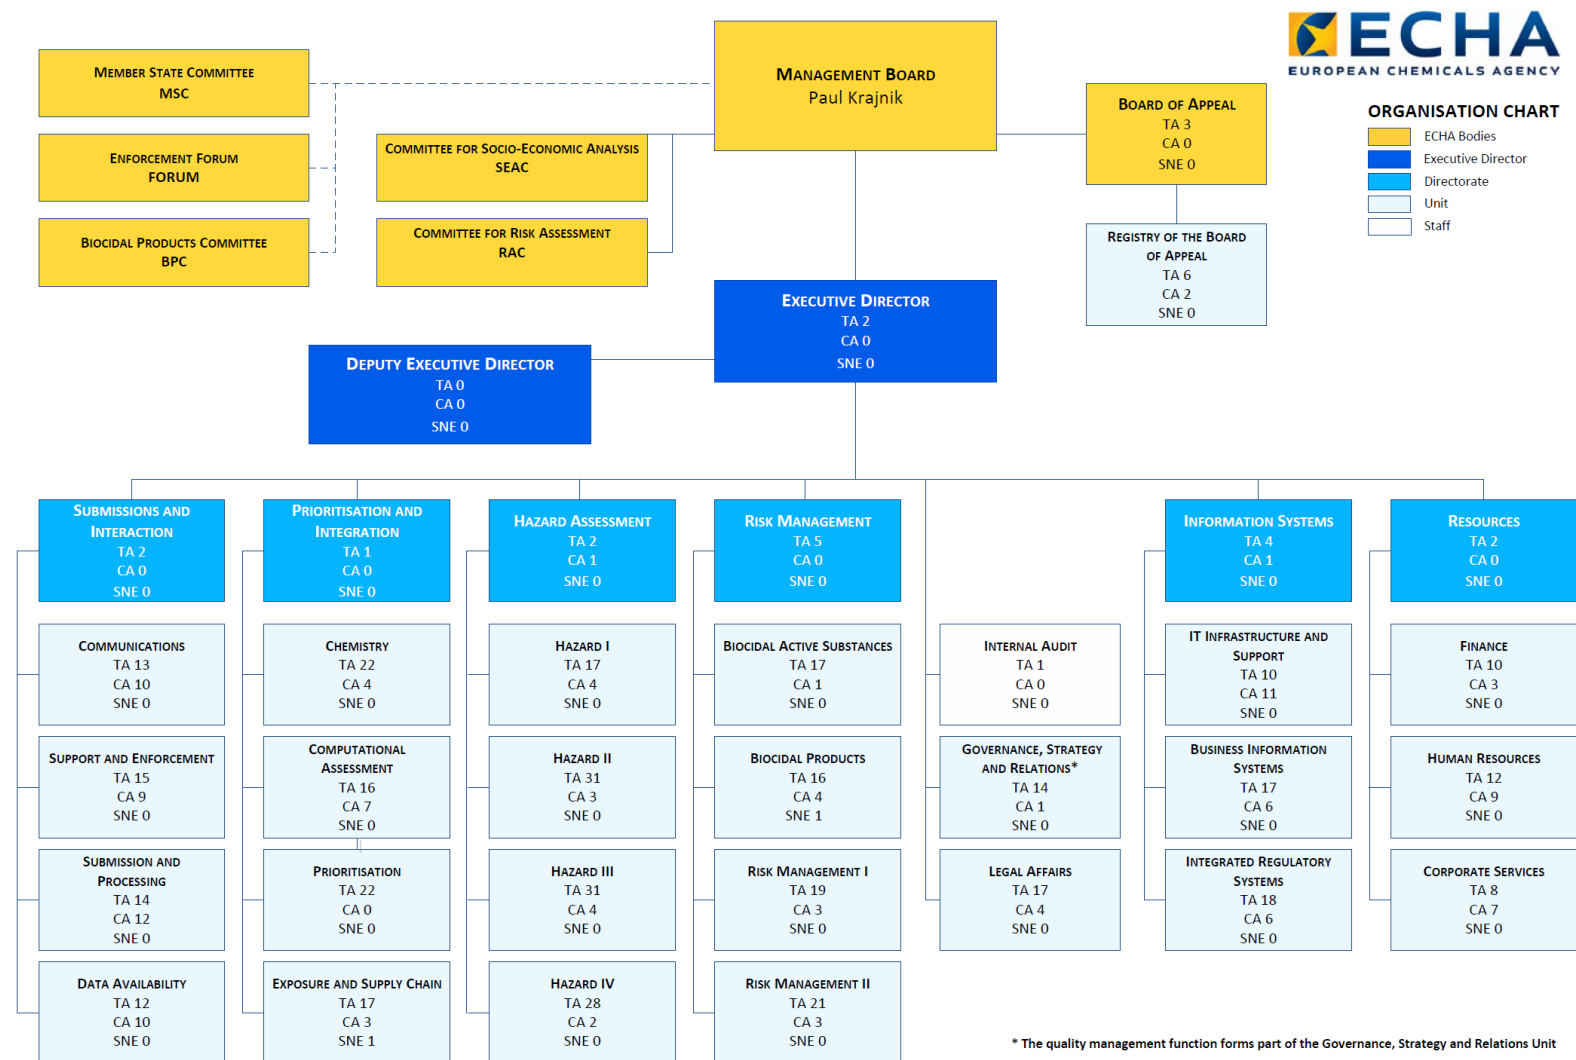 ECHA
EUROPEAN CHEMICALS AGENCY
ORGANISATION CHART
ECHA Bodies
Executive Director
Directorate
Unit
Staff
MEMBER STATE COMMITTEE
MSC
ENFORCEMENT FORUM
FORUM
BIOCIDAL PRODUCTS COMMITTEE
BPC
COMMITTEE FOR SOCIO-ECONOMIC ANALYSIS
SEAC
COMMITTEE FOR RISK ASSESSMENT
RAC
MANAGEMENT BOARD
Paul Krajnik
BOARD OF APPEAL
TA 3
CA 0
SNE 0
REGISTRY OF THE BOARD
OF APPEAL
TA 6
CA 2
SNE 0
EXECUTIVE DIRECTOR
TA 2
CA 0
SNE 0
DEPUTY EXECUTIVE DIRECTOR
TA 0
CA 0
SNE 0
SUBMISSIONS AND
INTERACTION
TA 2
CA 0
SNE 0
COMMUNICATIONS
TA 13
CA 10
SNE 0
SUPPORT AND ENFORCEMENT
TA 15
CA 9
SNE 0
SUBMISSION AND
PROCESSING
TA 14
CA 12
SNE 0
DATA AVAILABILITY
TA 12
CA 10
SNE 0
PRIORITISATION AND
INTEGRATION
TA 1
CA 0
SNE 0
CHEMISTRY
TA 22
CA 4
SNE 0
COMPUTATIONAL
ASSESSMENT
TA 16
CA 7
SNE 0
PRIORITISATION
TA 22
CA 0
SNE 0
EXPOSURE AND SUPPLY CHAIN
TA 17
CA 3
SNE 1
HAZARD ASSESSMENT
TA 2
CA 1
SNE 0
HAZARD I
TA 17
CA 4
SNE 0
HAZARD II
TA 31
CA 3
SNE 0
HAZARD III
TA 31
CA 4
SNE 0
HAZARD IV
TA 28
CA 2
SNE 0
RISK MANAGEMENT
TA 5
CA 0
SNE 0
BIOCIDAL ACTIVE SUBSTANCES
TA 17
CA 1
SNE 0
BIOCIDAL PRODUCTS
TA 16
CA 4
SNE 1
RISK MANAGEMENT I
TA 19
CA 3
SNE 0
RISK MANAGEMENT II
TA 21
CA 3
SNE 0
INTERNAL AUDIT
TA 1
CA 0
SNE 0
GOVERNANCE, STRATEGY
AND RELATIONS*
TA 14
CA 1
SNE 0
LEGAL AFFAIRS
TA 17
CA 4
SNE 0
INFORMATION SYSTEMS
TA 4
CA 1
SNE 0
IT INFRASTRUCTURE AND
SUPPORT
TA 10
CA 11
SNE 0
BUSINESS INFORMATION
SYSTEMS
TA 17
CA 6
SNE 0
INTEGRATED REGULATORY
SYSTEMS
TA 18
CA 6
SNE 0
RESOURCES
TA 2
CA 0
SNE 0
FINANCE
TA 10
CA 3
SNE 0
HUMAN RESOURCES
TA 12
CA 9
SNE 0
CORPORATE SERVICES
TA 8
CA 7
SNE 0
* The quality management function forms part of the Governance, Strategy and Relations Unit